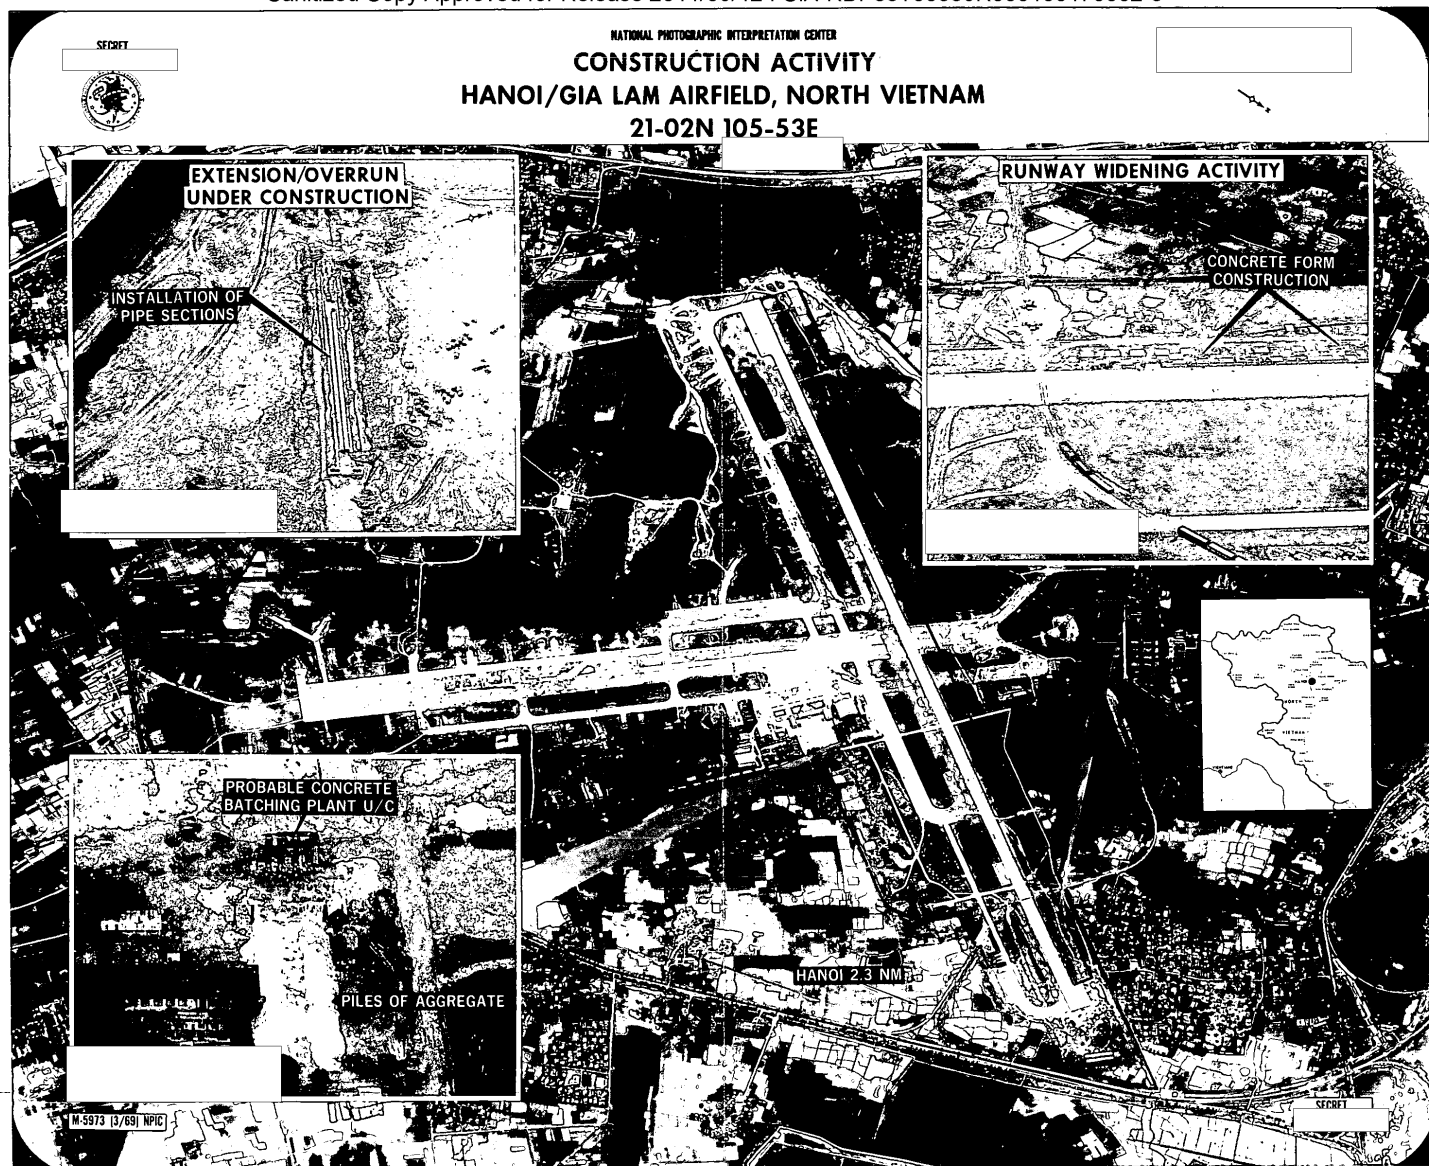 SECRET
NATIONAL PHOTOGRAPHIC INTERPRETATION CENTER
CONSTRUCTION ACTIVITY
HANOI/GIA LAM AIRFIELD, NORTH VIETNAM
21-02N 105-53E
EXTENSION/OVERRUN
UNDER CONSTRUCTION
INSTALLATION OF
PIPE SECTIONS
RUNWAY WIDENING ACTIVITY
CONCRETE FORM
CONSTRUCTION
NORTH
VIETNAM
PROBABLE CONCRETE
BATCHING PLANT U/C
PILES OF AGGREGATE
HANOI 2.3 NM
M-5973 (3/69) NPIC
SECRET